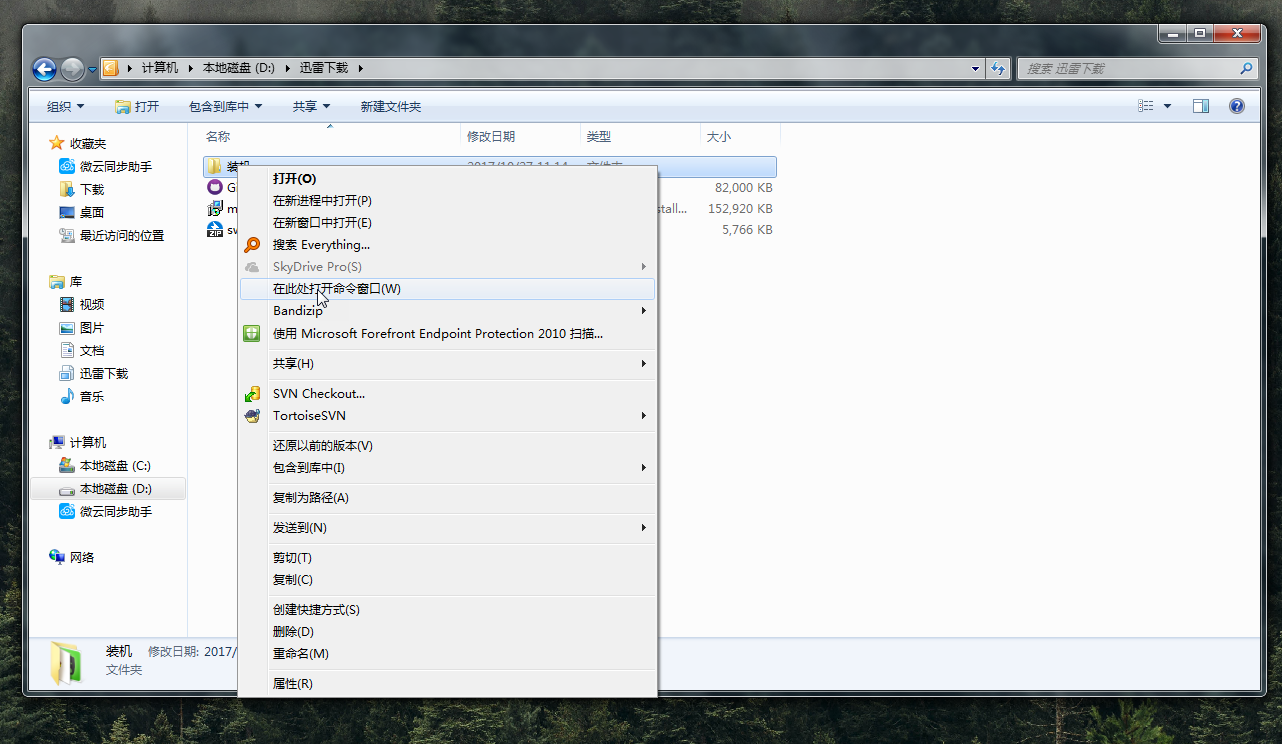 计算机 本地磁盘 (D:) 迅雷下载
搜索 迅雷下载
组织 打开 包含到库中 共享 新建文件夹
名称 修改日期 类型 大小
收藏夹
微云同步助手
下载
桌面
最近访问的位置
库
视频
图片
文档
迅雷下载
音乐
计算机
本地磁盘 (C:)
本地磁盘 (D:)
微云同步助手
网络
装机 2017/10/27 11:14 文件夹
G 82,000 KB
m stall... 152,920 KB
sv 5,766 KB
ZIP
打开(O)
在新进程中打开(P)
在新窗口中打开(E)
搜索 Everything...
SkyDrive Pro(S)
在此处打开命令窗口(W)
Bandizip
使用 Microsoft Forefront Endpoint Protection 2010 扫描...
共享(H)
SVN Checkout...
TortoiseSVN
还原以前的版本(V)
包含到库中(I)
复制为路径(A)
发送到(N)
剪切(T)
复制(C)
创建快捷方式(S)
删除(D)
重命名(M)
属性(R)
装机 修改日期: 2017/
文件夹